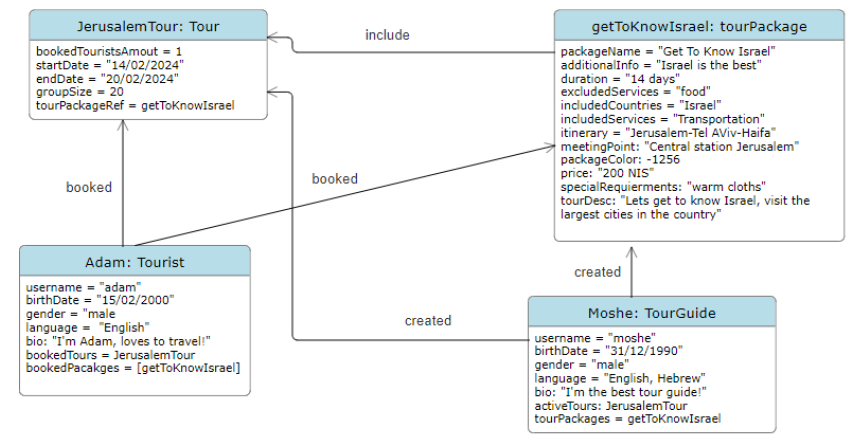 JerusalemTour: Tour
bookedTouristsAmout = 1
startDate = "14/02/2024"
endDate = "20/02/2024"
groupSize = 20
tourPackageRef = getToKnowIsrael
include
getToKnowIsrael: tourPackage
packageName = "Get To Know Israel"
additionalInfo = "Israel is the best"
duration = "14 days"
excludedServices = "food"
includedCountries = "Israel"
includedServices = "Transportation"
itinerary = "Jerusalem-Tel AViv-Haifa"
meetingPoint: "Central station Jerusalem"
packageColor: -1256
price: "200 NIS"
specialRequierments: "warm cloths"
tourDesc: "Lets get to know Israel, visit the
largest cities in the country"
booked
booked
Adam: Tourist
username = "adam"
birthDate = "15/02/2000"
gender = "male
language =  "English"
bio: "I'm Adam, loves to travel!"
bookedTours = JerusalemTour
bookedPacakges = [getToKnowIsrael]
created
created
Moshe: TourGuide
username = "moshe"
birthDate = "31/12/1990"
gender = "male"
language = "English, Hebrew"
bio: "I'm the best tour guide!"
activeTours: JerusalemTour
tourPackages = getToKnowIsrael